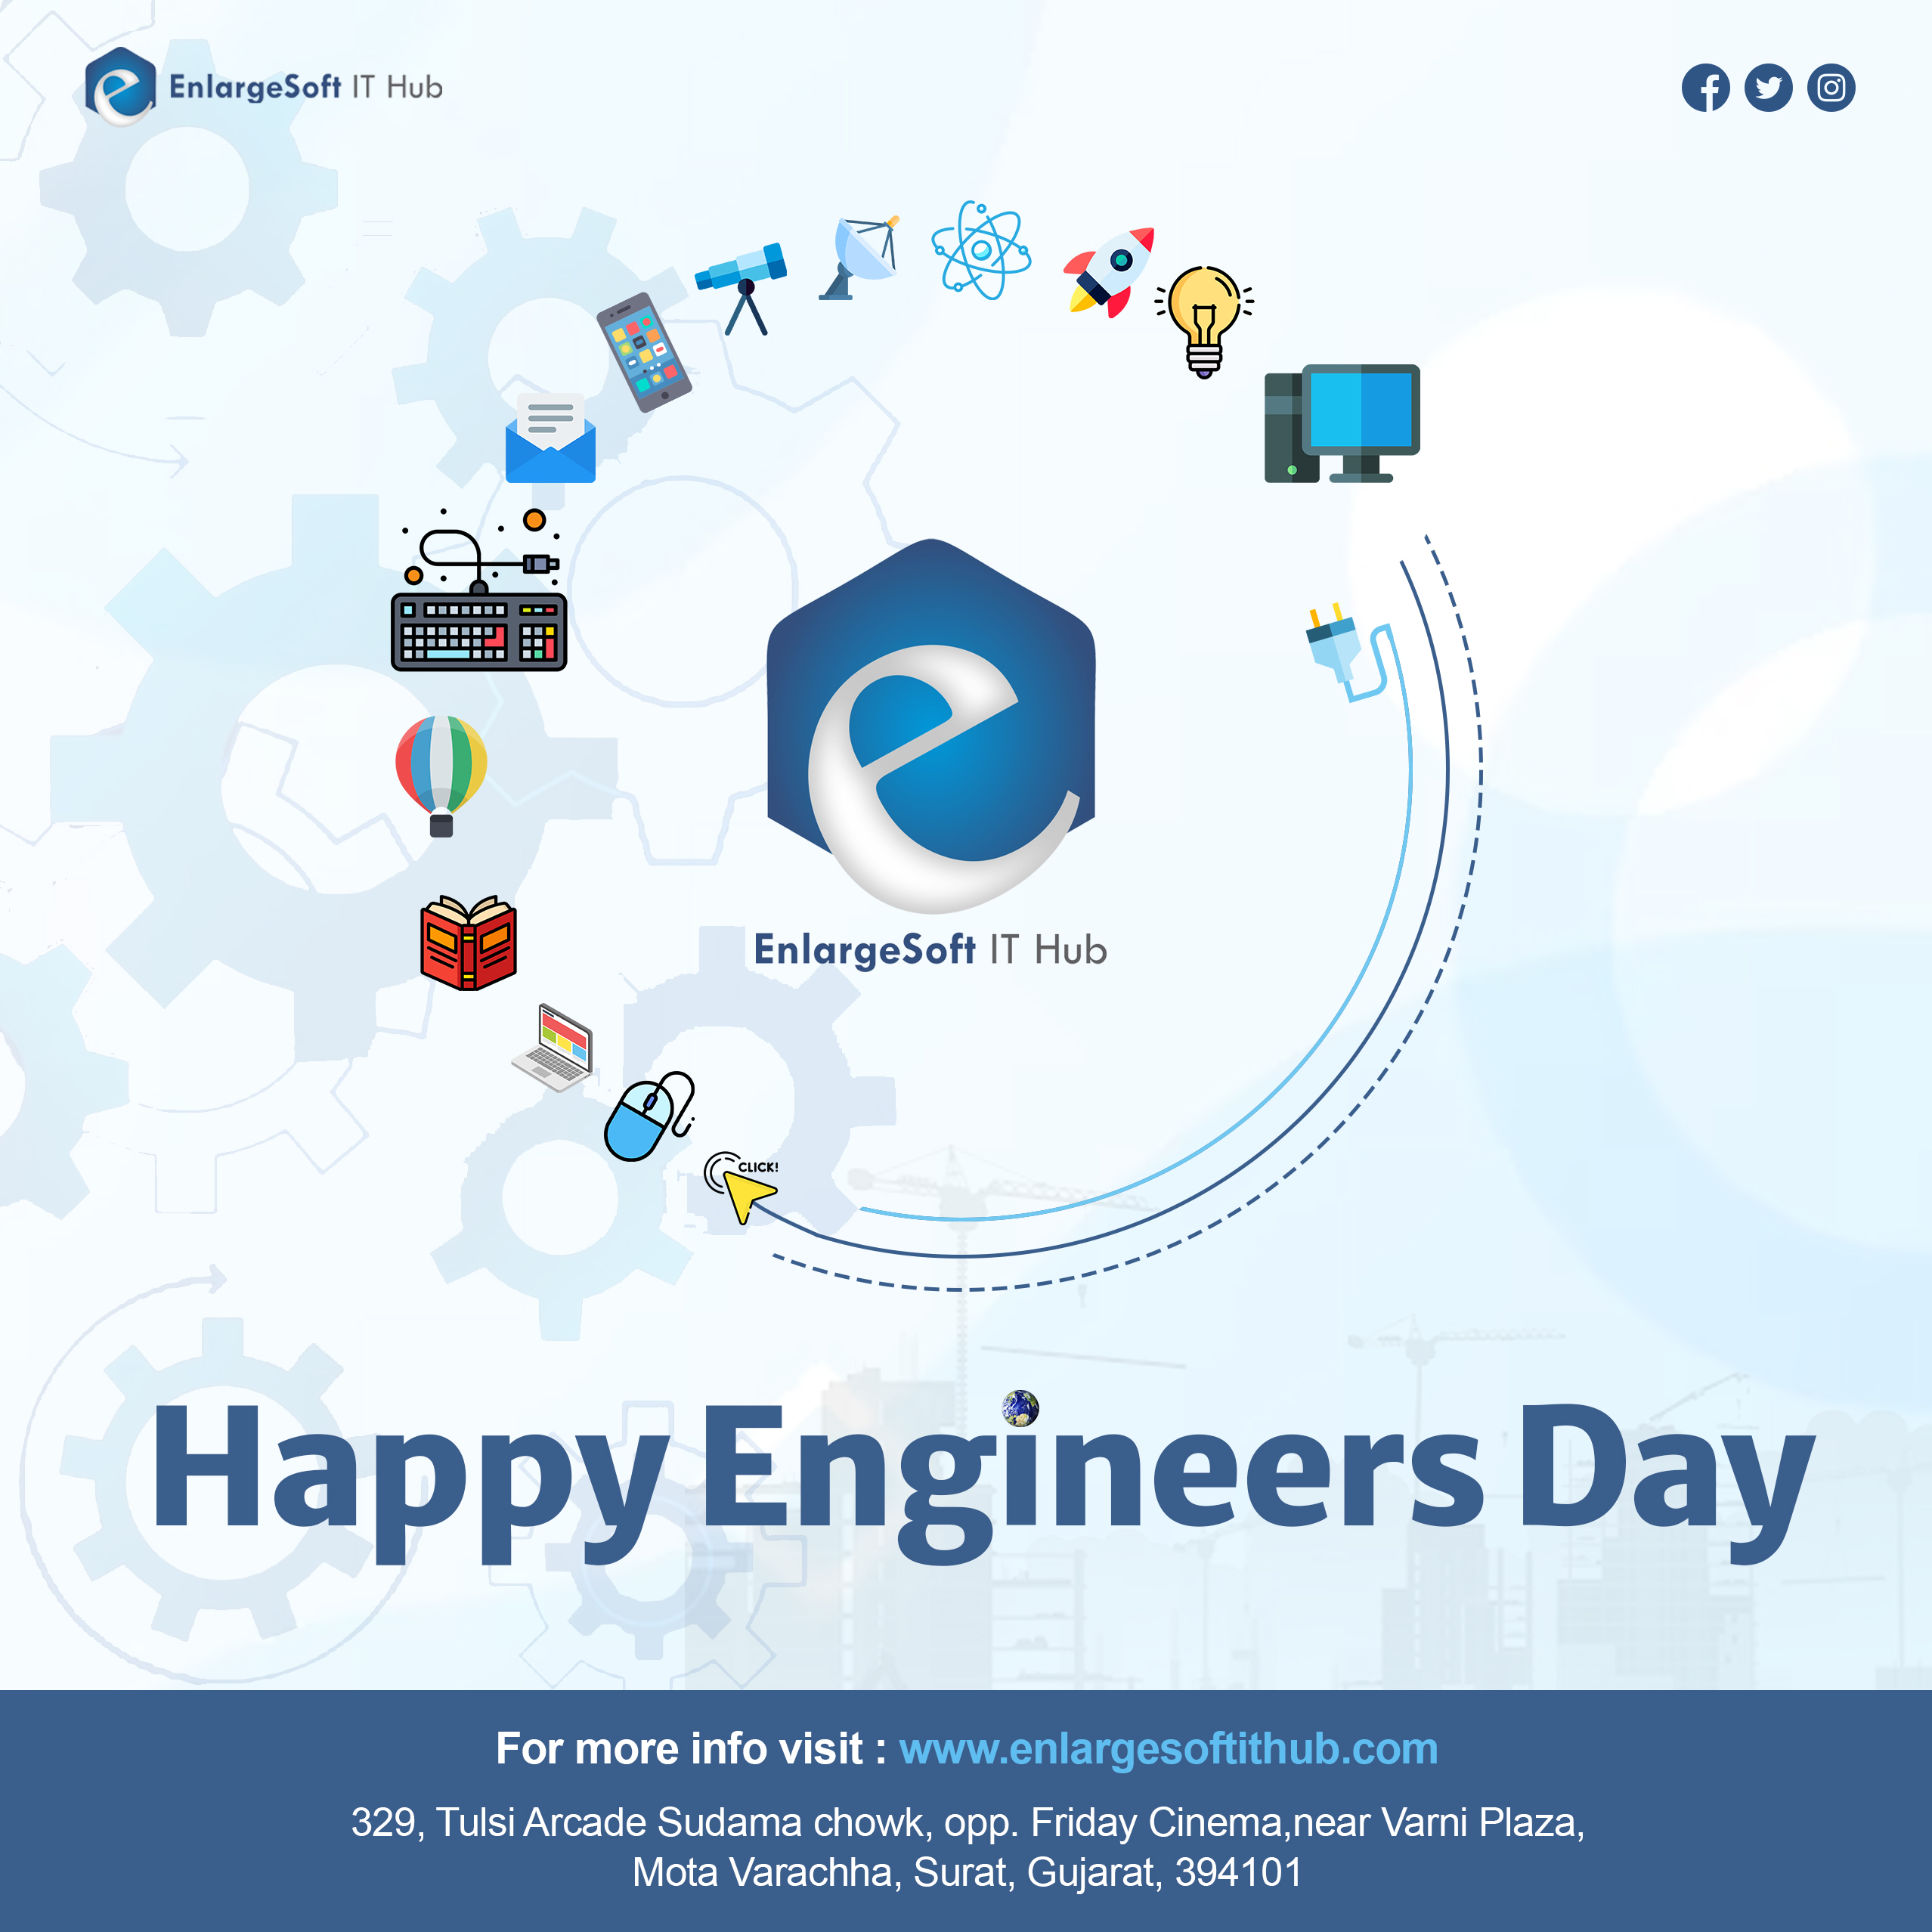 EnlargeSoft IT Hub
CLICK!
EnlargeSoft IT Hub
Happy Engineers Day
For more info visit : www.enlargesoftithub.com
329, Tulsi Arcade Sudama chowk, opp. Friday Cinema,near Varni Plaza,
Mota Varachha, Surat, Gujarat, 394101